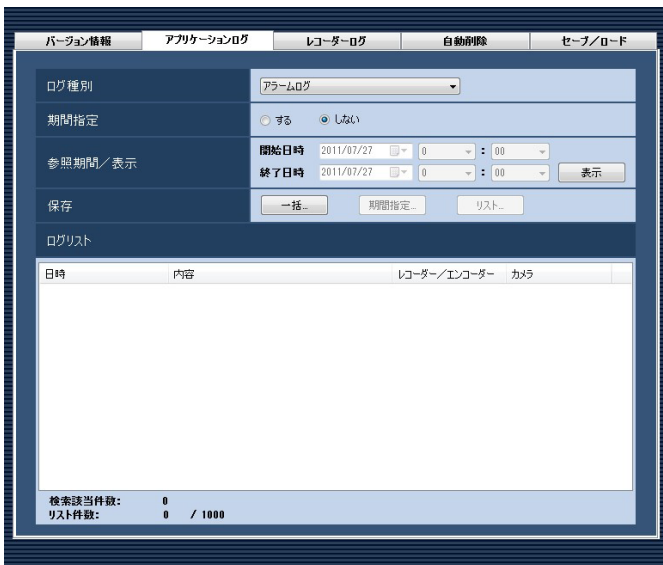 バージョン情報 アプリケーションログ レコーダーログ 自動削除 セーブ／ロード
ログ種別 アラームログ
期間指定 する しない
参照期間／表示 開始日時 2011/07/27 0 : 00
終了日時 2011/07/27 0 : 00 表示
保存 一括... 期間指定... リスト...
ログリスト
日時 内容 レコーダー／エンコーダー カメラ
検索該当件数: 0
リスト件数: 0 / 1000